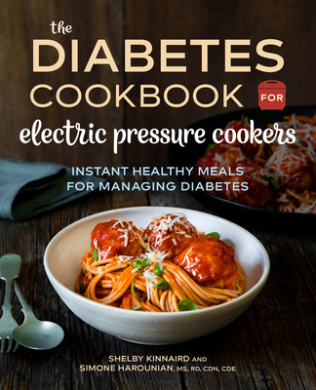 the
DIABETES
COOKBOOK FOR
electric pressure cookers
INSTANT HEALTHY MEALS
FOR MANAGING DIABETES
SHELBY KINNAIRD AND
SIMONE HAROUNIAN, MS, RD, CDN, CDE